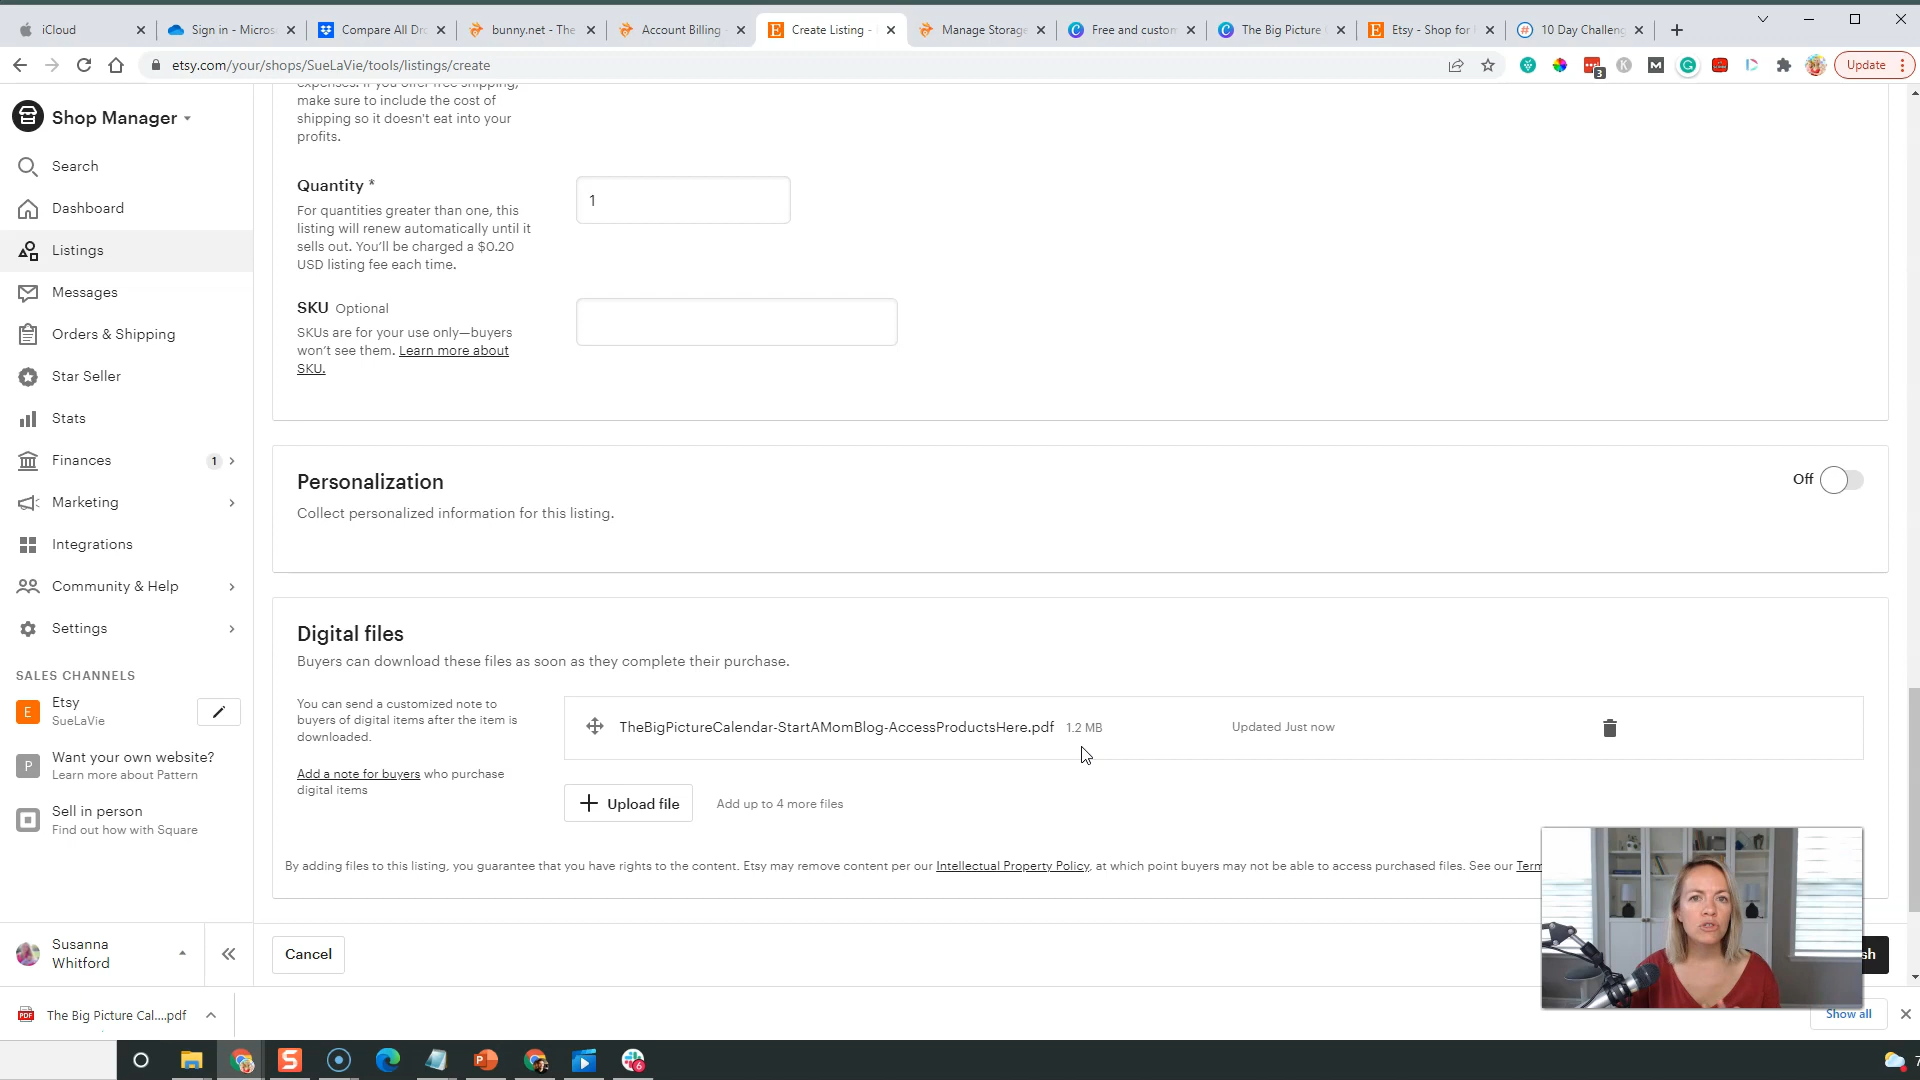 iCloud
Sign in - Micros
Compare All Dr
bunny.net - The
Account Billing
Create Listing -
Manage Storage
Free and custom
The Big Picture
Etsy - Shop for
10 Day Challeng
etsy.com/your/shops/SueLaVie/tools/listings/create
3
Update
Shop Manager
Search
Dashboard
Listings
Messages
Orders & Shipping
Star Seller
Stats
Finances
1
Marketing
Integrations
Community & Help
Settings
SALES CHANNELS
E
Etsy
SueLaVie
P
Want your own website?
Learn more about Pattern
Sell in person
Find out how with Square
Susanna
Whitford
expenses. If you offer free shipping,
make sure to include the cost of
shipping so it doesn't eat into your
profits.
Quantity *
For quantities greater than one, this
listing will renew automatically until it
sells out. You'll be charged a $0.20
USD listing fee each time.
1
SKU Optional
SKUs are for your use only—buyers
won't see them. Learn more about
SKU.
Personalization
Collect personalized information for this listing.
Off
Digital files
Buyers can download these files as soon as they complete their purchase.
You can send a customized note to
buyers of digital items after the item is
downloaded.
Add a note for buyers who purchase
digital items
TheBigPictureCalendar-StartAMomBlog-AccessProductsHere.pdf 1.2 MB
Updated Just now
Upload file
Add up to 4 more files
By adding files to this listing, you guarantee that you have rights to the content. Etsy may remove content per our Intellectual Property Policy, at which point buyers may not be able to access purchased files. See our Term
Cancel
sh
The Big Picture Cal....pdf
Show all